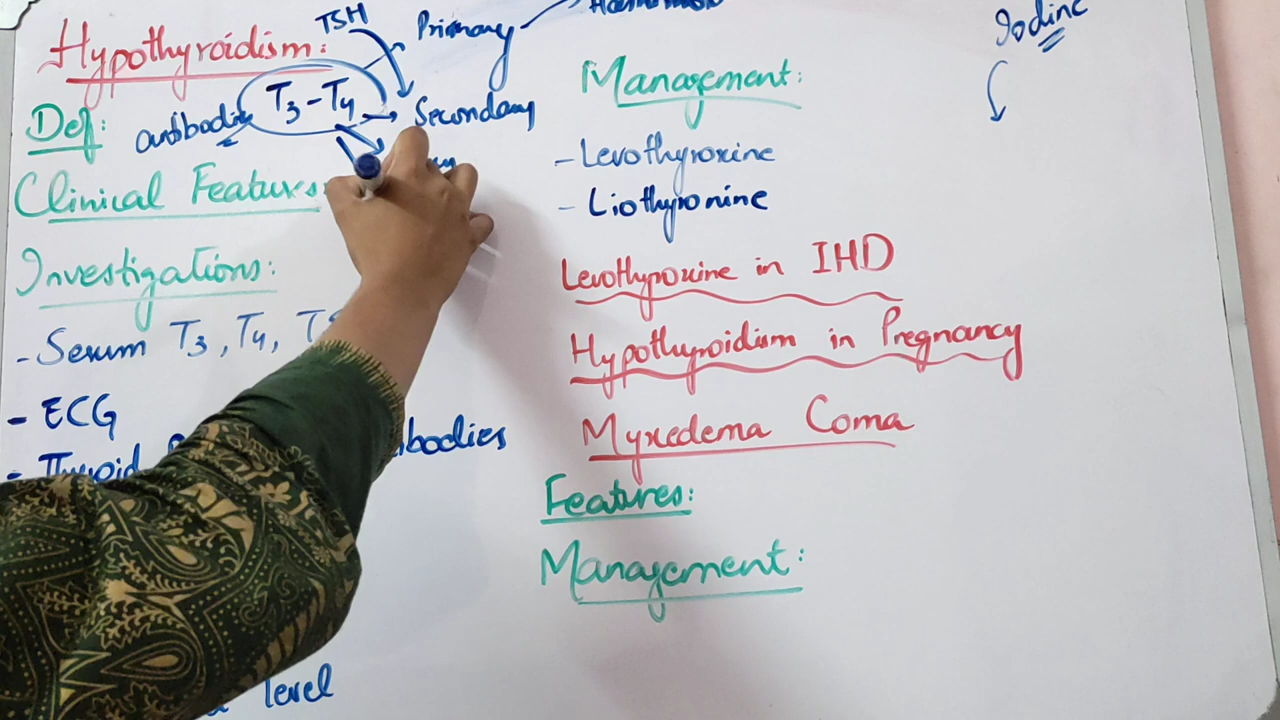 Hypothyroidism:
TSH
Primary
Def:
antibodies
T3-T4
Secondary
Clinical Features
Investigations:
- Serum T3, T4,
- ECG
- Thyroid
level
Management:
- Levothyroxine
- Liothyronine
Levothyroxine in IHD
Hypothyroidism in Pregnancy
Myxedema Coma
Features:
Management:
Iodine